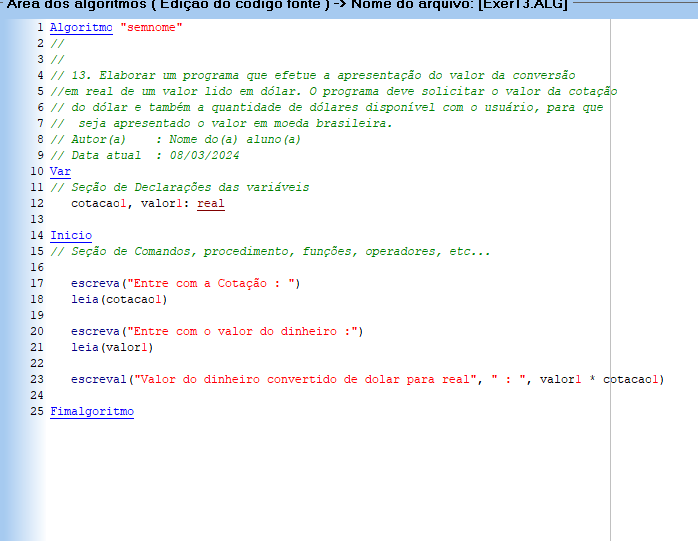 Área dos algoritmos ( Edição do código fonte ) -> Nome do arquivo: [Exer13.ALG]
1 Algoritmo "semnome"
2 //
3 //
4 // 13. Elaborar um programa que efetue a apresentação do valor da conversão
5 //em real de um valor lido em dólar. O programa deve solicitar o valor da cotação
6 // do dólar e também a quantidade de dólares disponível com o usuário, para que
7 //  seja apresentado o valor em moeda brasileira.
8 // Autor(a)    : Nome do(a) aluno(a)
9 // Data atual  : 08/03/2024
10 Var
11 // Seção de Declarações das variáveis
12    cotacao1, valor1: real
13
14 Inicio
15 // Seção de Comandos, procedimento, funções, operadores, etc...
16
17    escreva("Entre com a Cotação : ")
18    leia(cotacao1)
19
20    escreva("Entre com o valor do dinheiro :")
21    leia(valor1)
22
23    escreval("Valor do dinheiro convertido de dolar para real", " : ", valor1 * cotacao1)
24
25 Fimalgoritmo